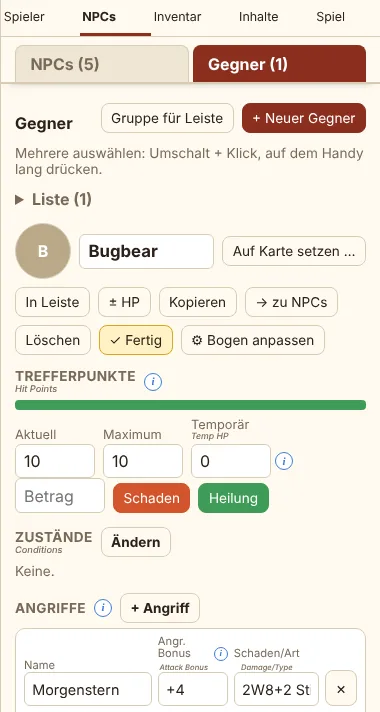 Spieler NPCs Inventar Inhalte Spiel
NPCs (5) Gegner (1)
Gegner Gruppe für Leiste + Neuer Gegner
Mehrere auswählen: Umschalt + Klick, auf dem Handy
lang drücken.
▶ Liste (1)
B Bugbear Auf Karte setzen ...
In Leiste ± HP Kopieren → zu NPCs
Löschen ✓ Fertig ⚙ Bogen anpassen
TREFFERPUNKTE i
Hit Points
Aktuell Maximum Temporär
Temp HP
10 10 0 i
Betrag Schaden Heilung
ZUSTÄNDE Ändern
Conditions
Keine.
ANGRIFFE i + Angriff
Name Angr. Bonus i Schaden/Art
Attack Bonus Damage/Type
Morgenstern +4 2W8+2 St ×